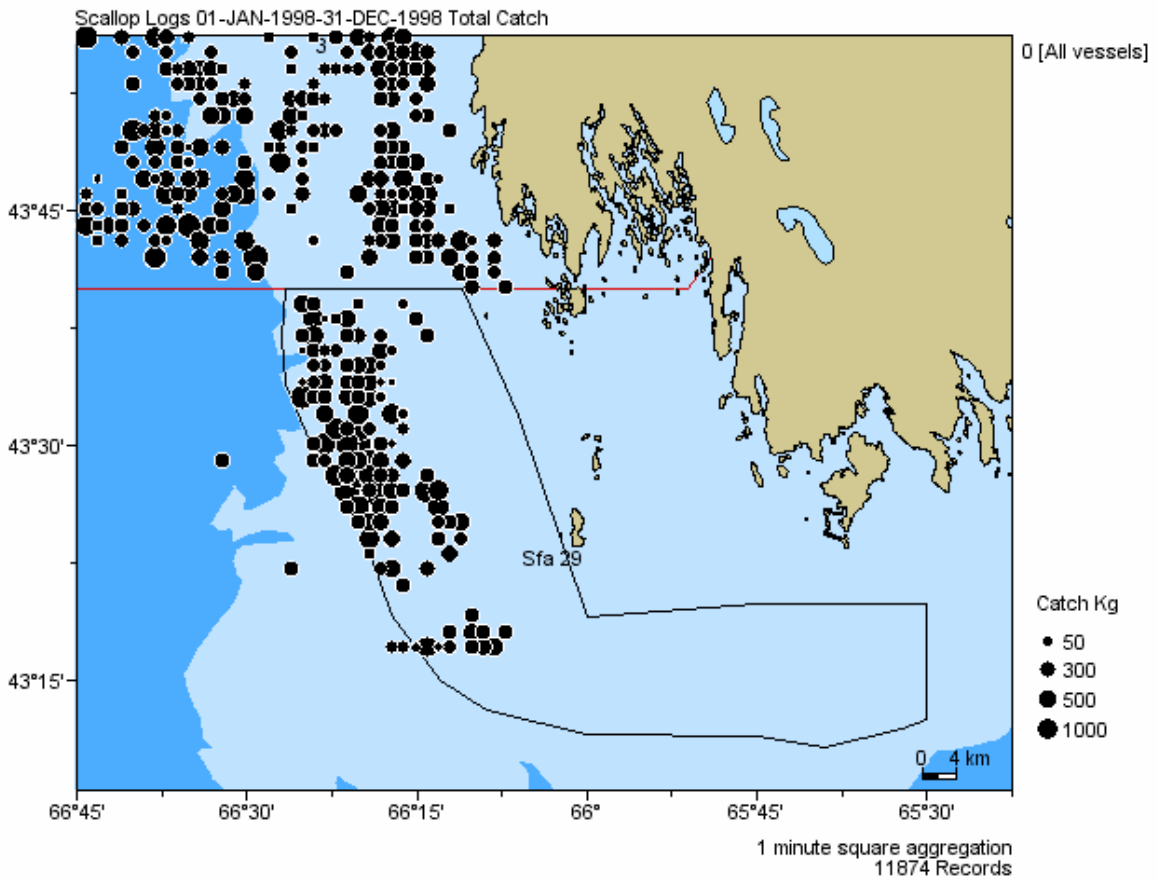 Scallop Logs 01-JAN-1998-31-DEC-1998 Total Catch
3
0 [All vessels]
43°45'
43°30'
Sfa 29
Catch Kg
50
300
500
1000
43°15'
0 4 km
66°45' 66°30' 66°15' 66° 65°45' 65°30'
1 minute square aggregation
11874 Records